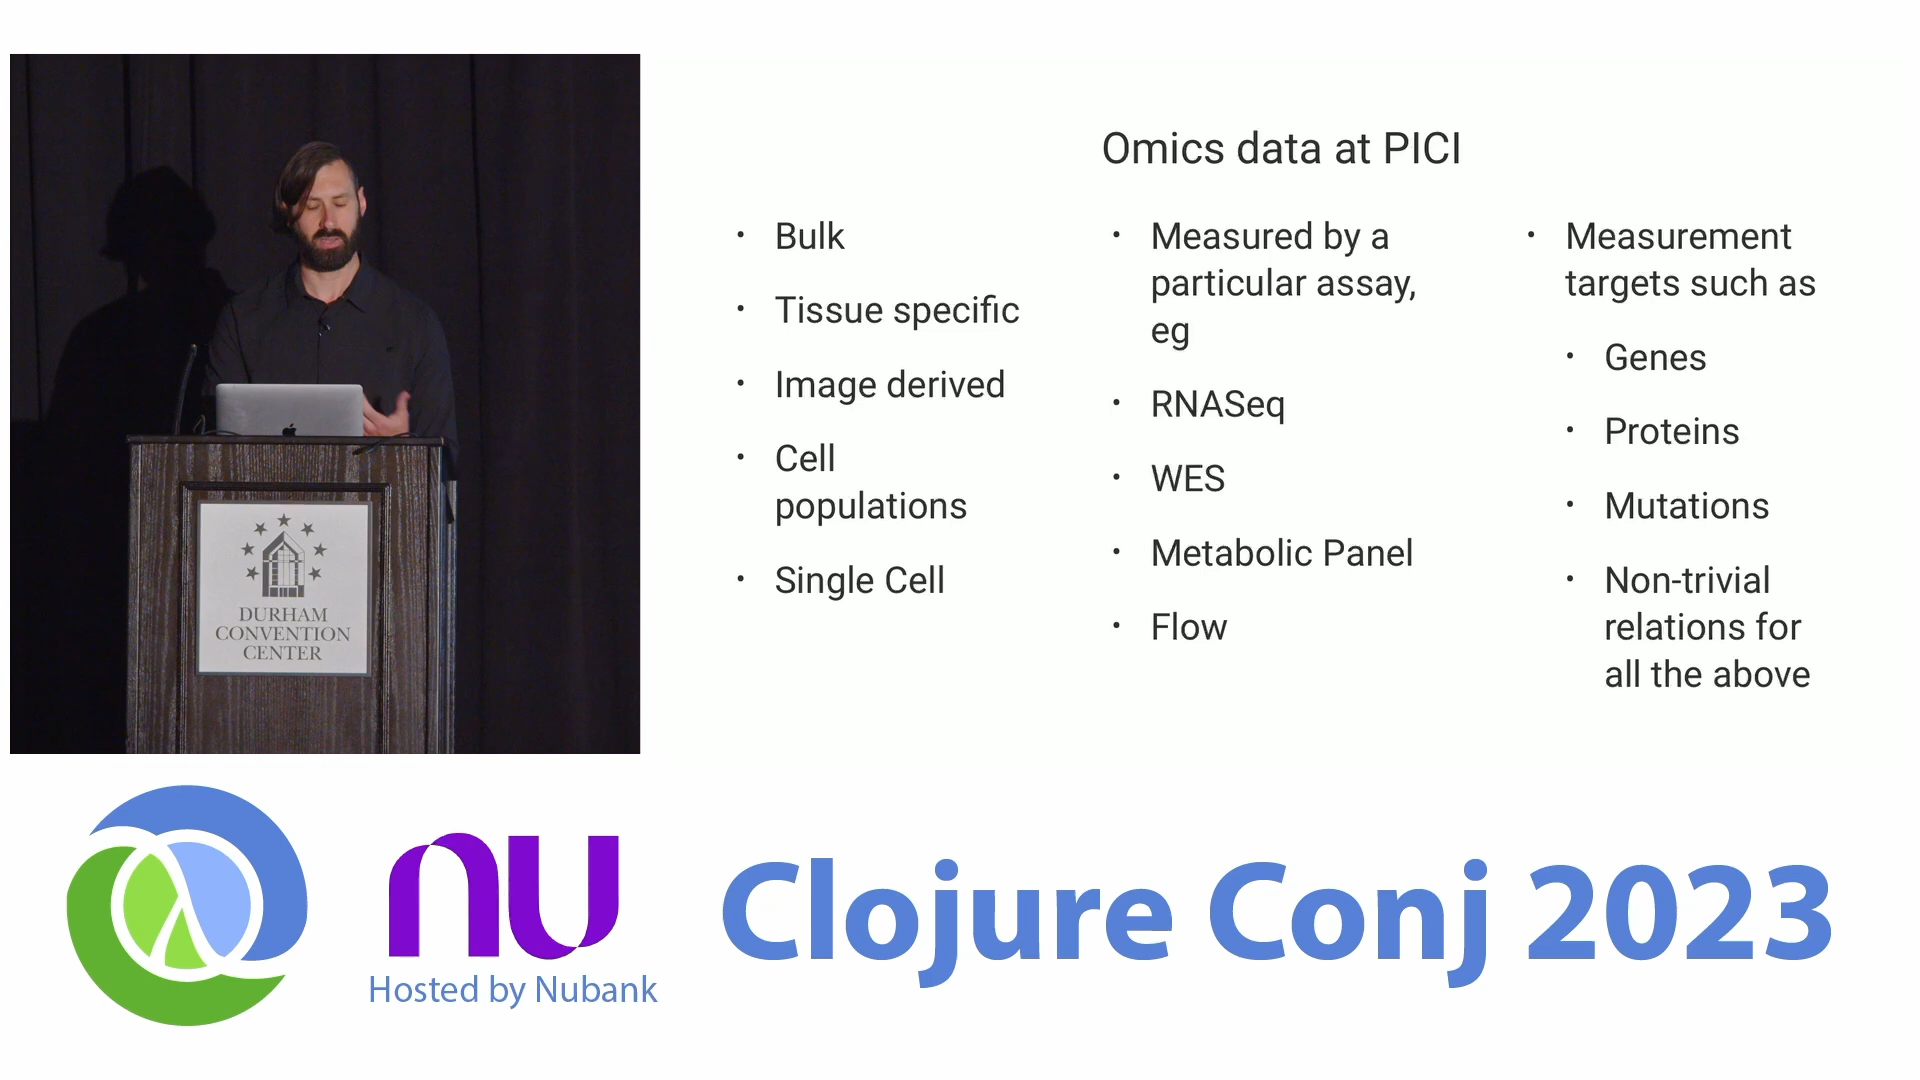 Omics data at PICI
Bulk
Tissue specific
Image derived
Cell
populations
Single Cell
Measured by a
particular assay,
eg
RNASeq
WES
Metabolic Panel
Flow
Measurement
targets such as
Genes
Proteins
Mutations
Non-trivial
relations for
all the above
DURHAM
CONVENTION
CENTER
nu
Hosted by Nubank
Clojure Conj 2023